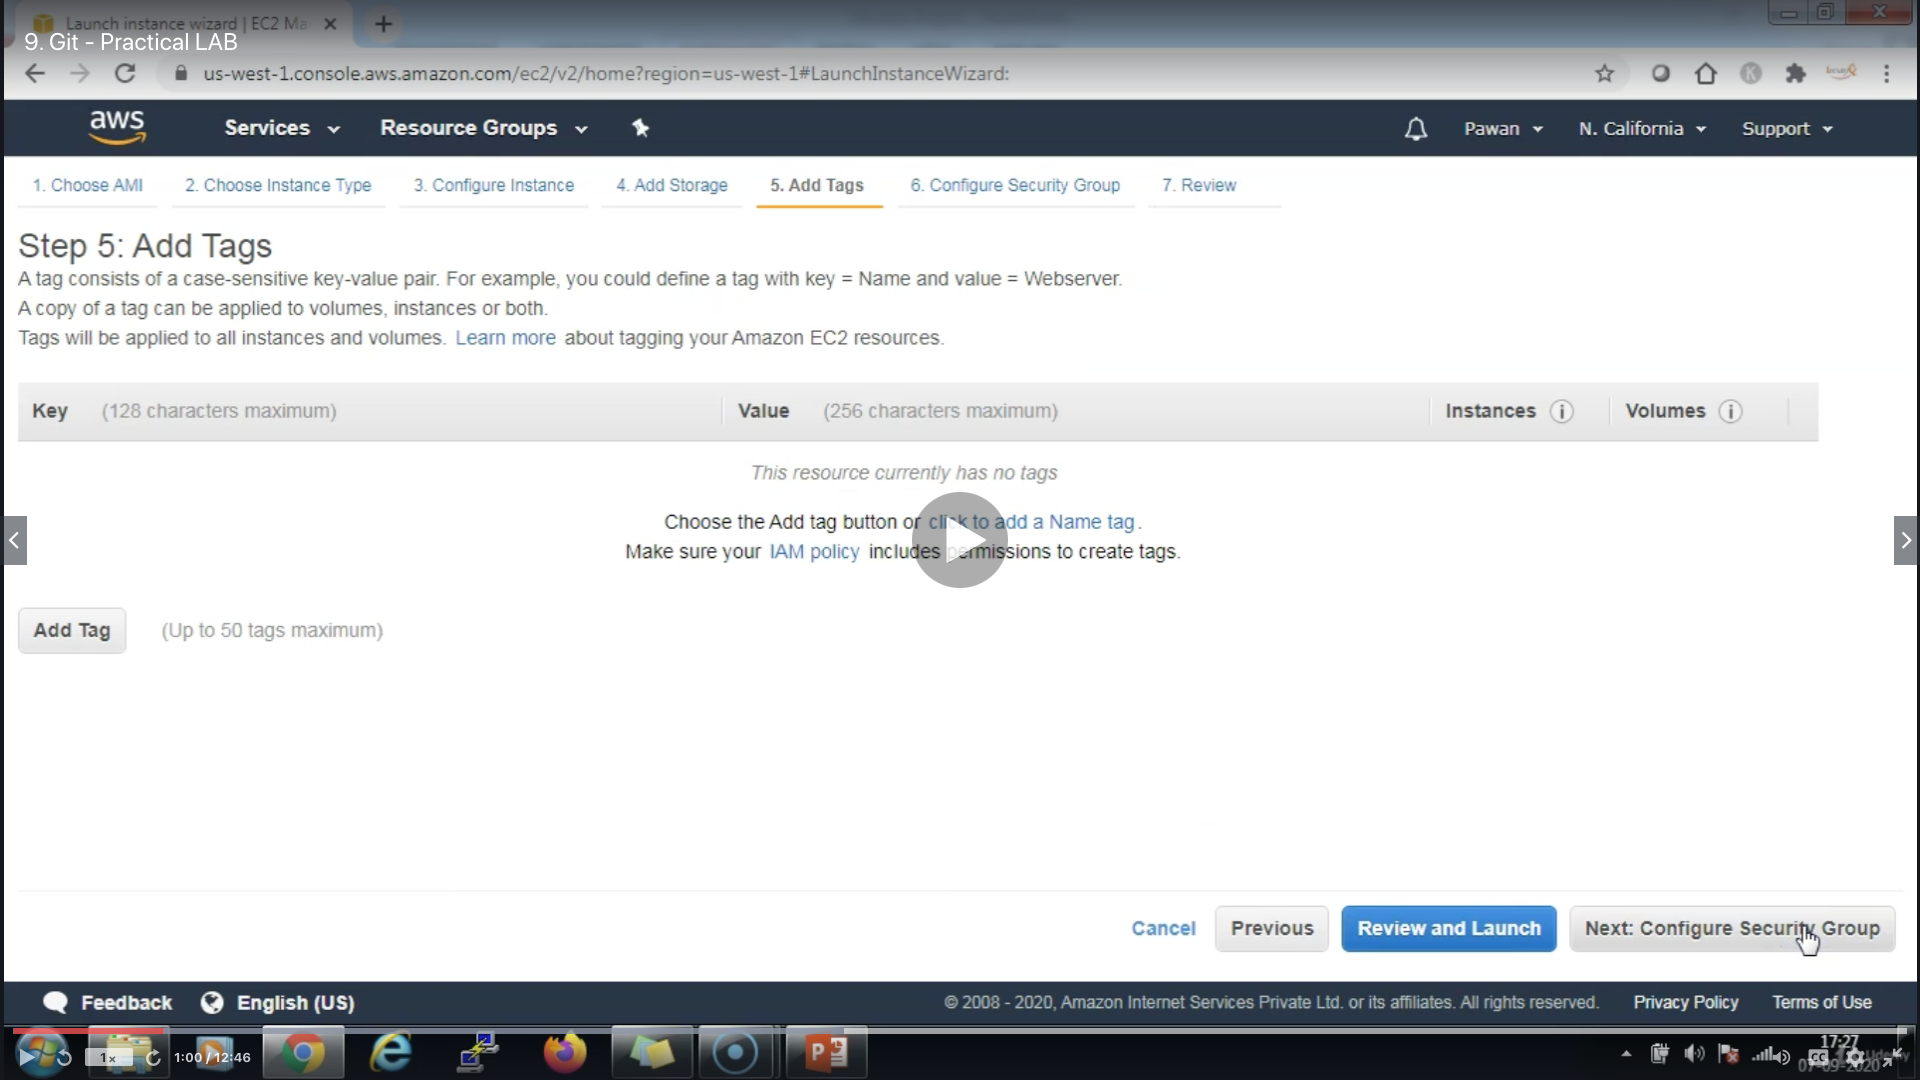 Launch instance wizard | EC2 Ma
9. Git - Practical LAB
us-west-1.console.aws.amazon.com/ec2/v2/home?region=us-west-1#LaunchInstanceWizard:
aws Services Resource Groups Pawan N. California Support
1. Choose AMI 2. Choose Instance Type 3. Configure Instance 4. Add Storage 5. Add Tags 6. Configure Security Group 7. Review
Step 5: Add Tags
A tag consists of a case-sensitive key-value pair. For example, you could define a tag with key = Name and value = Webserver.
A copy of a tag can be applied to volumes, instances or both.
Tags will be applied to all instances and volumes. Learn more about tagging your Amazon EC2 resources.
Key (128 characters maximum) Value (256 characters maximum) Instances i Volumes i
This resource currently has no tags
Choose the Add tag button or click to add a Name tag.
Make sure your IAM policy includes permissions to create tags.
Add Tag (Up to 50 tags maximum)
Cancel Previous Review and Launch Next: Configure Security Group
Feedback English (US) © 2008 - 2020, Amazon Internet Services Private Ltd. or its affiliates. All rights reserved. Privacy Policy Terms of Use
1x 1:00 / 12:46 17:27
07-09-2020